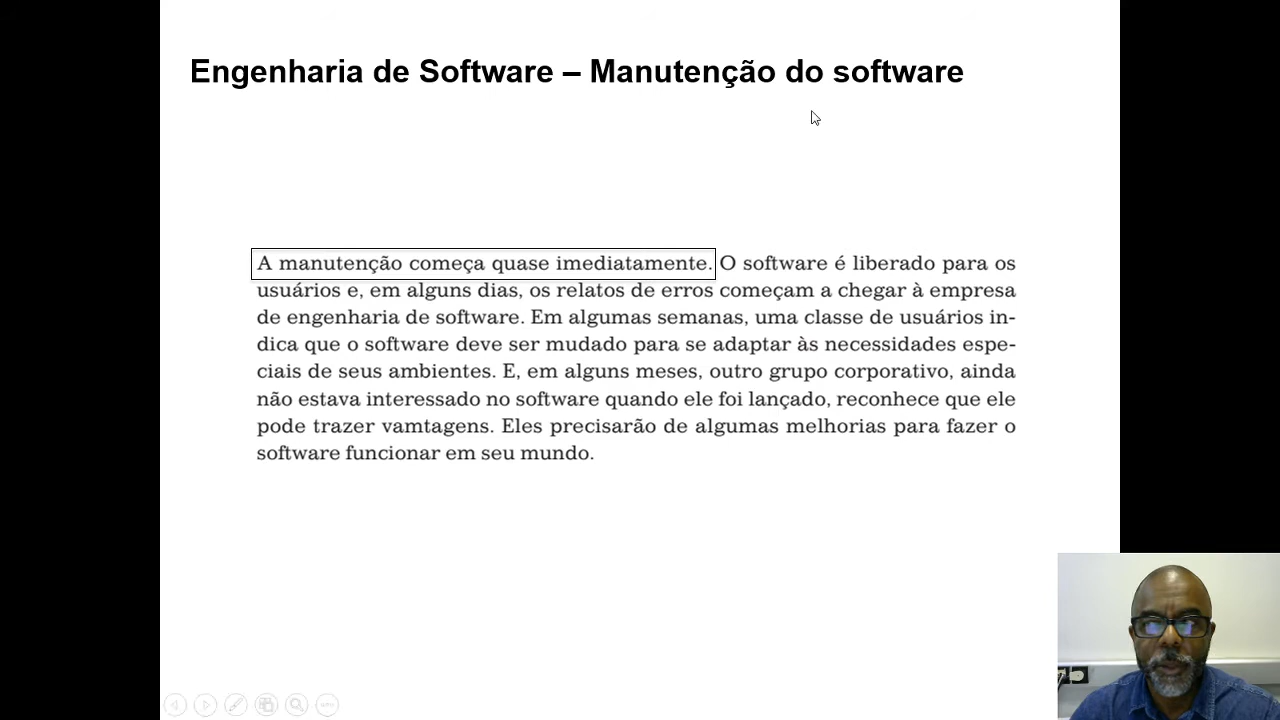 Engenharia de Software – Manutenção do software
A manutenção começa quase imediatamente. O software é liberado para os
usuários e, em alguns dias, os relatos de erros começam a chegar à empresa
de engenharia de software. Em algumas semanas, uma classe de usuários in-
dica que o software deve ser mudado para se adaptar às necessidades espe-
ciais de seus ambientes. E, em alguns meses, outro grupo corporativo, ainda
não estava interessado no software quando ele foi lançado, reconhece que ele
pode trazer vamtagens. Eles precisarão de algumas melhorias para fazer o
software funcionar em seu mundo.